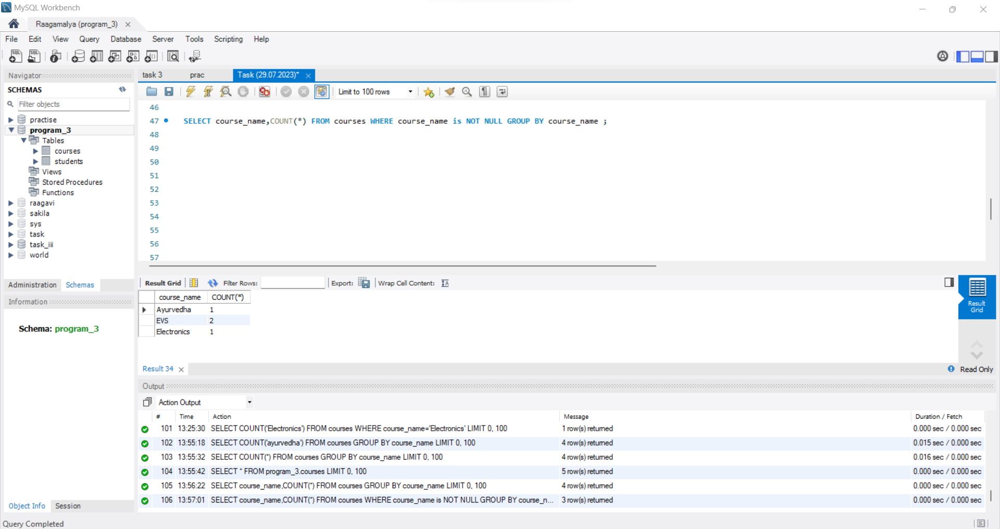 MySQL Workbench
Raagamalya (program_3)
File Edit View Query Database Server Tools Scripting Help
Navigator
SCHEMAS
Filter objects
practise
program_3
Tables
courses
students
Views
Stored Procedures
Functions
raagavi
sakila
sys
task
task_iii
world
Administration Schemas
Information
Schema: program_3
Object Info Session
task 3 prac Task (29.07.2023)*
Limit to 100 rows
46
47 SELECT course_name,COUNT(*) FROM courses WHERE course_name is NOT NULL GROUP BY course_name ;
48
49
50
51
52
53
54
55
56
57
Result Grid Filter Rows: Export: Wrap Cell Content:
course_name COUNT(*)
Ayurvedha 1
EVS 2
Electronics 1
Result Grid
Result 34
Read Only
Output
Action Output
# Time Action Message Duration / Fetch
101 13:25:30 SELECT COUNT('Electronics') FROM courses WHERE course_name='Electronics' LIMIT 0, 100 1 row(s) returned 0.000 sec / 0.000 sec
102 13:55:18 SELECT COUNT('ayurvedha') FROM courses GROUP BY course_name LIMIT 0, 100 4 row(s) returned 0.015 sec / 0.000 sec
103 13:55:32 SELECT COUNT(*) FROM courses GROUP BY course_name LIMIT 0, 100 4 row(s) returned 0.016 sec / 0.000 sec
104 13:55:42 SELECT * FROM program_3.courses LIMIT 0, 100 5 row(s) returned 0.000 sec / 0.000 sec
105 13:56:22 SELECT course_name,COUNT(*) FROM courses GROUP BY course_name LIMIT 0, 100 4 row(s) returned 0.000 sec / 0.000 sec
106 13:57:01 SELECT course_name,COUNT(*) FROM courses WHERE course_name is NOT NULL GROUP BY course_n... 3 row(s) returned 0.000 sec / 0.000 sec
Query Completed